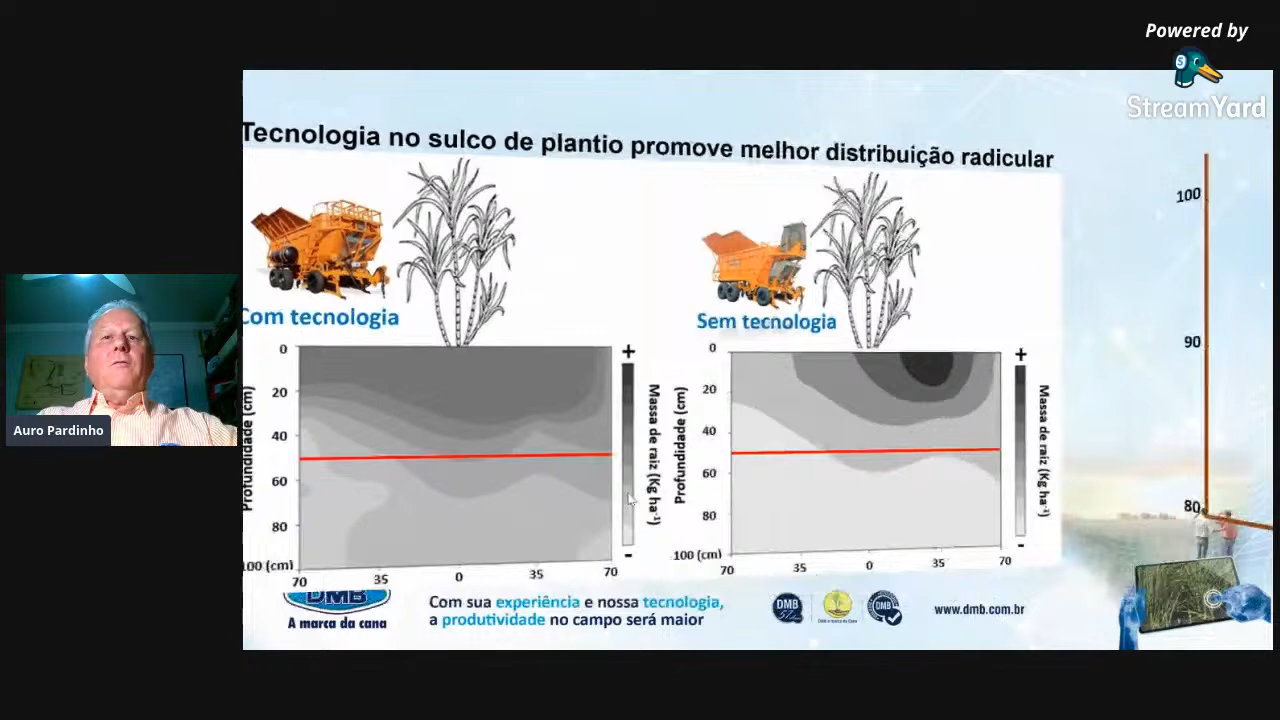 Powered by
StreamYard
Tecnologia no sulco de plantio promove melhor distribuição radicular
Com tecnologia
Sem tecnologia
0
20
40
60
80
100 (cm)
Profundidade (cm)
70
35
0
35
70
+
-
Massa de raiz (Kg ha-1)
0
20
40
60
80
100 (cm)
Profundidade (cm)
70
35
0
35
70
+
-
Massa de raiz (Kg ha-1)
100
90
80
Auro Pardinho
DMB
A marca da cana
Com sua experiência e nossa tecnologia,
a produtividade no campo será maior
DMB
DMB
www.dmb.com.br